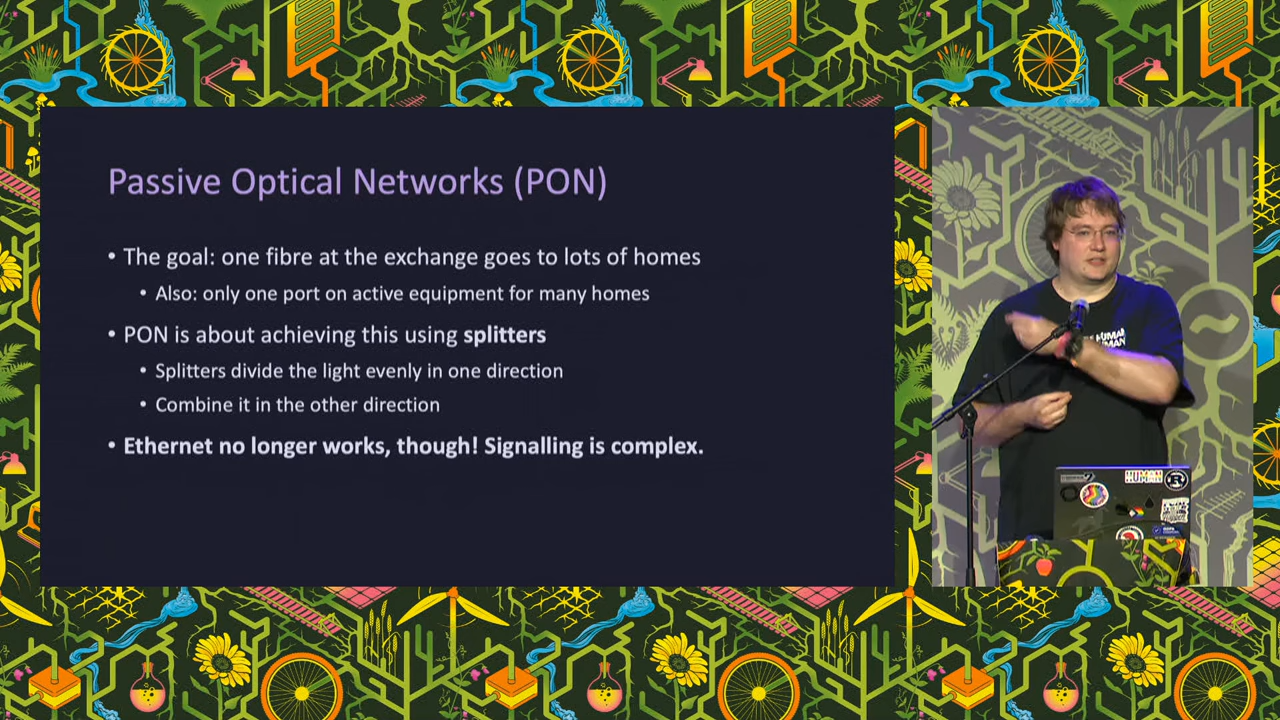 Passive Optical Networks (PON)
• The goal: one fibre at the exchange goes to lots of homes
• Also: only one port on active equipment for many homes
• PON is about achieving this using splitters
• Splitters divide the light evenly in one direction
• Combine it in the other direction
• Ethernet no longer works, though! Signalling is complex.
HUMAN